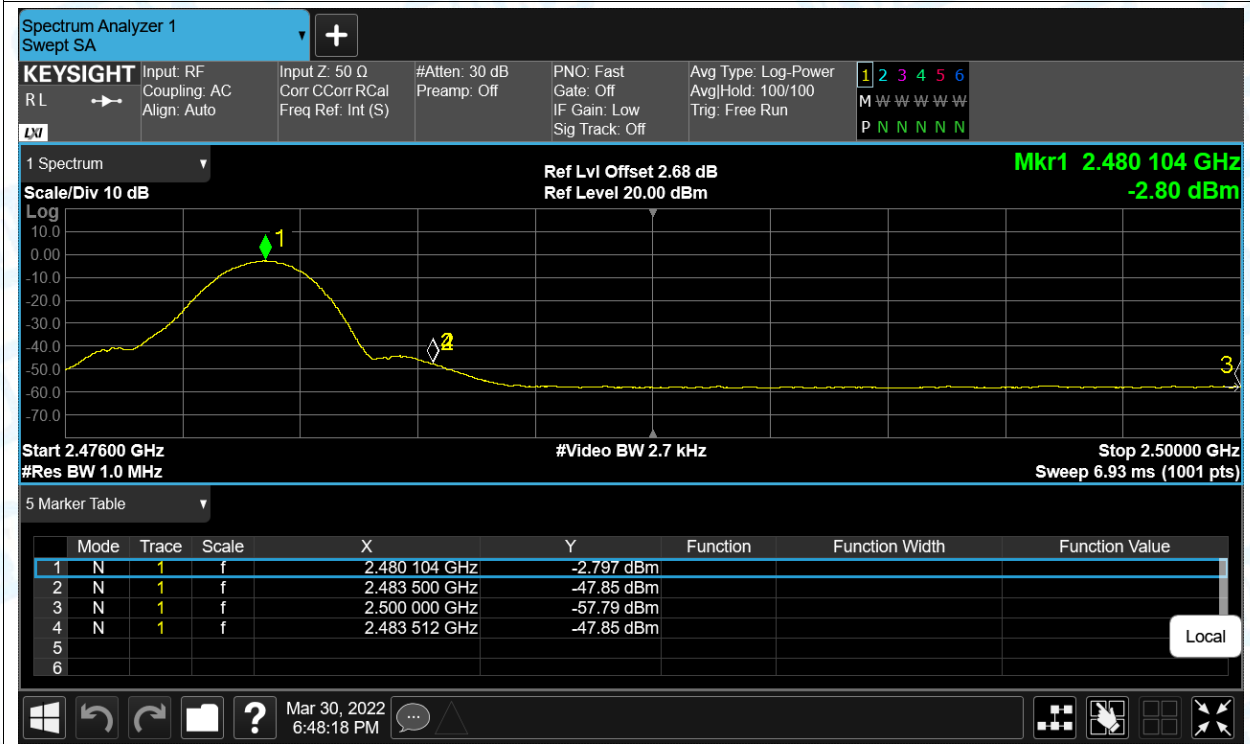 Spectrum Analyzer 1
Swept SA
KEYSIGHT Input: RF Input Z: 50 Ω #Atten: 30 dB PNO: Fast Avg Type: Log-Power 1 2 3 4 5 6
R L Coupling: AC Corr CCorr RCal Preamp: Off Gate: Off Avg|Hold: 100/100 M W W W W W
Align: Auto Freq Ref: Int (S) IF Gain: Low Trig: Free Run
LXI Sig Track: Off P N N N N N
1 Spectrum Ref Lvl Offset 2.68 dB Mkr1 2.480 104 GHz
Scale/Div 10 dB Ref Level 20.00 dBm -2.80 dBm
Log
10.0
1
0.00
-10.0
-20.0
-30.0
-40.0
2
-50.0
3
-60.0
-70.0
Start 2.47600 GHz #Video BW 2.7 kHz Stop 2.50000 GHz
#Res BW 1.0 MHz Sweep 6.93 ms (1001 pts)
5 Marker Table
Mode Trace Scale X Y Function Function Width Function Value
1 N 1 f 2.480 104 GHz -2.797 dBm
2 N 1 f 2.483 500 GHz -47.85 dBm
3 N 1 f 2.500 000 GHz -57.79 dBm
4 N 1 f 2.483 512 GHz -47.85 dBm
5
6
Local
? Mar 30, 2022
6:48:18 PM